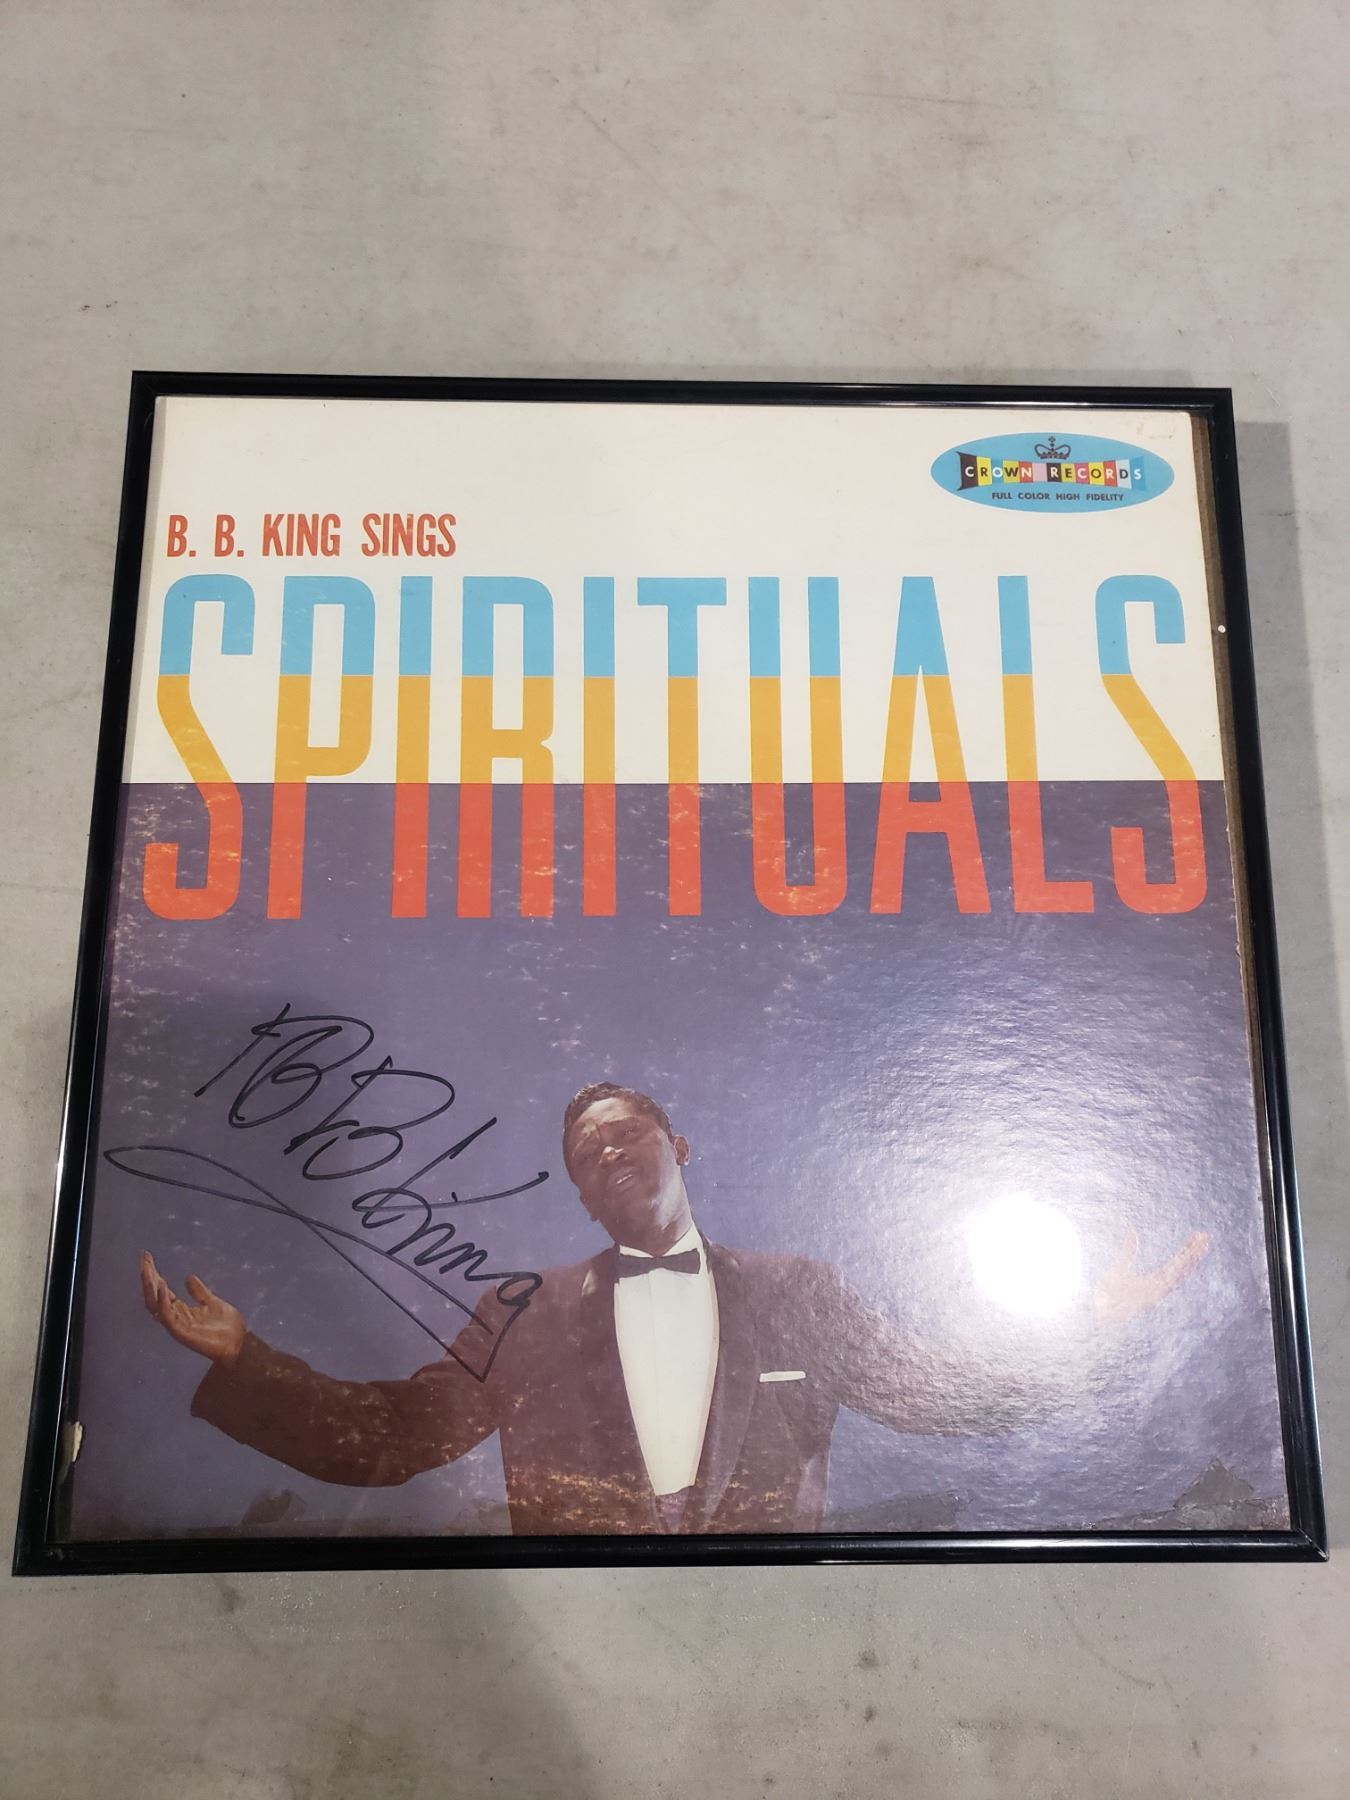 CROWN RECORDS
FULL COLOR HIGH FIDELITY
B. B. KING SINGS
SPIRITUALS
B B King